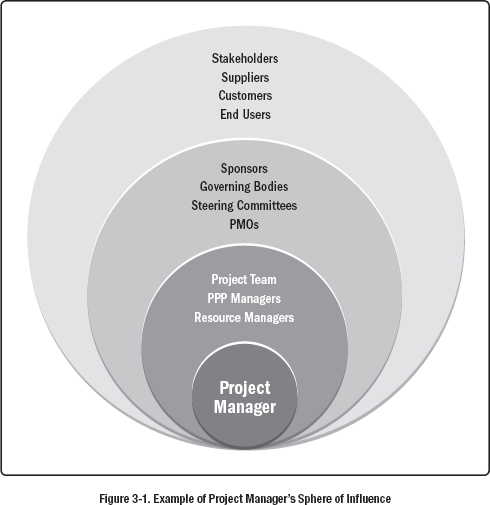 Stakeholders
Suppliers
Customers
End Users
Sponsors
Governing Bodies
Steering Committees
PMOs
Project Team
PPP Managers
Resource Managers
Project
Manager
Figure 3-1. Example of Project Manager's Sphere of Influence